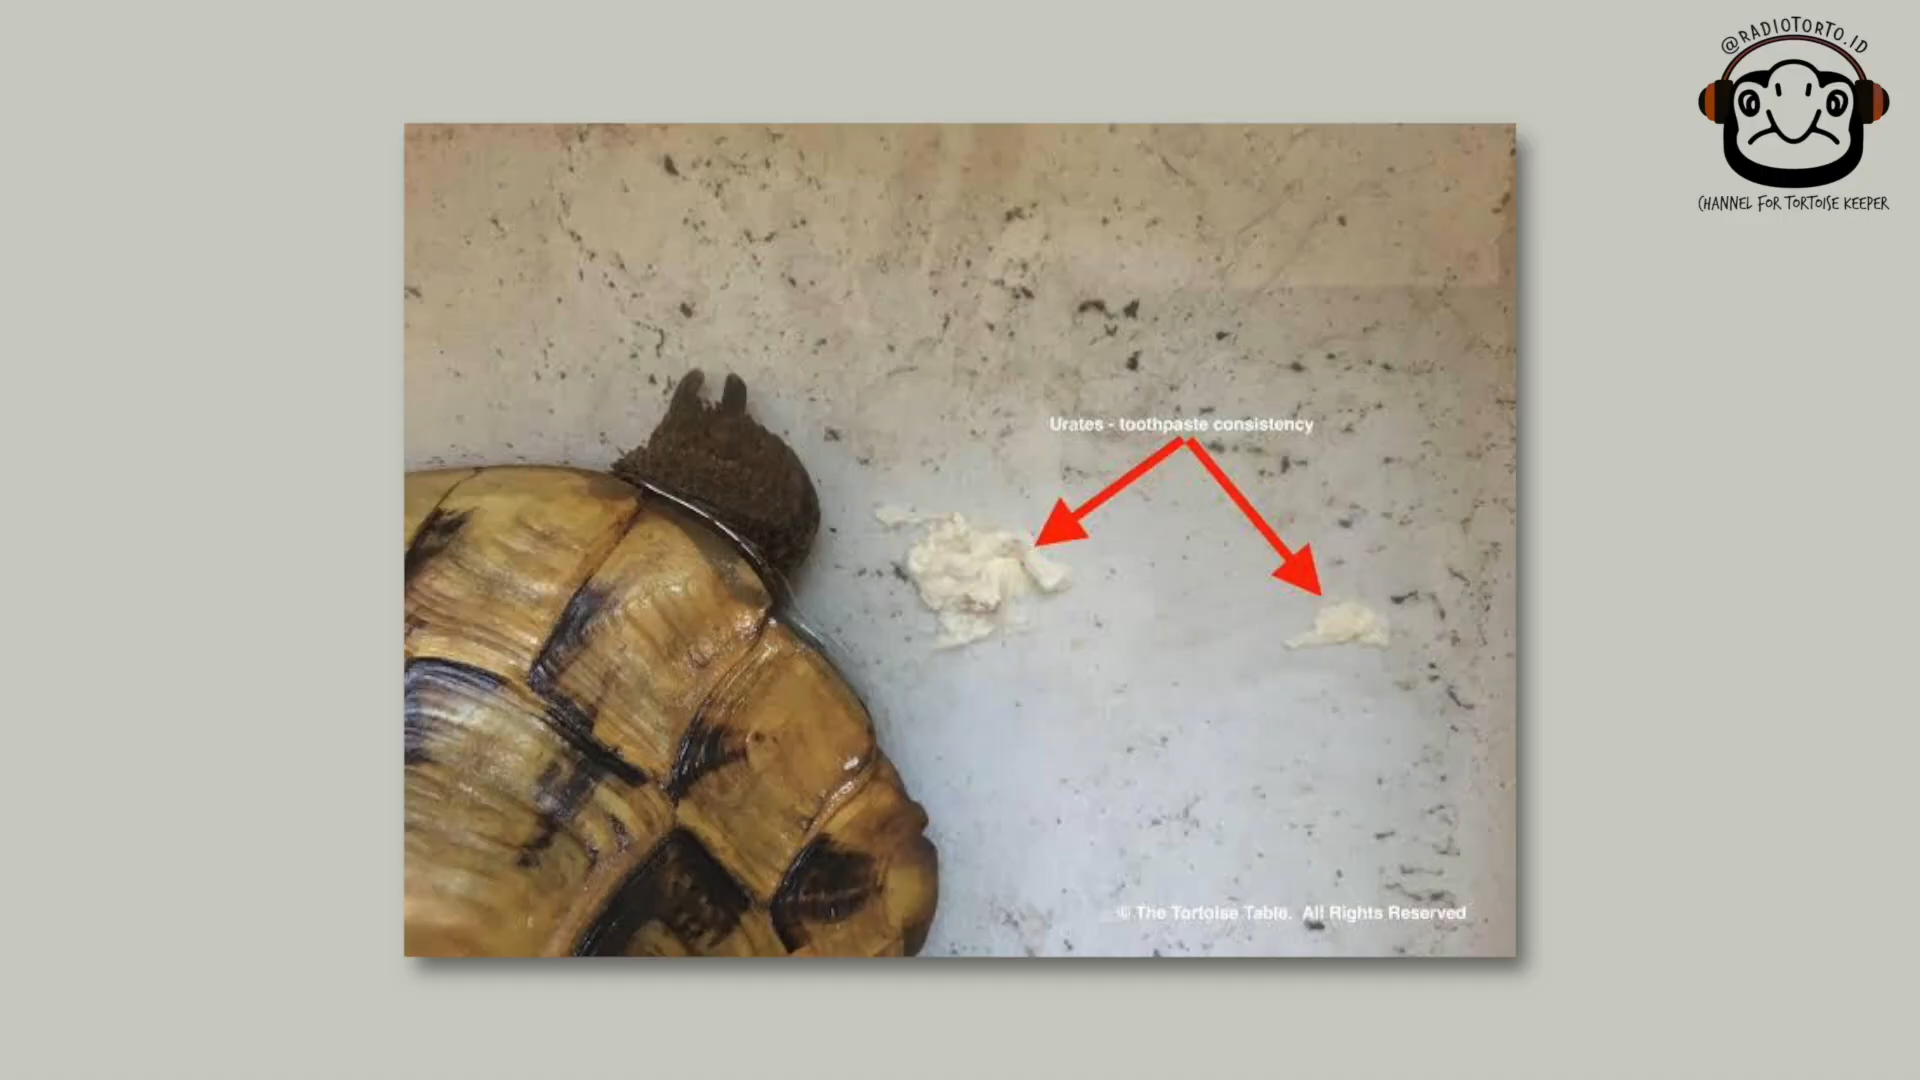 @RADIOTORTO.ID
CHANNEL FOR TORTOISE KEEPER
Urates - toothpaste consistency
© The Tortoise Table. All Rights Reserved